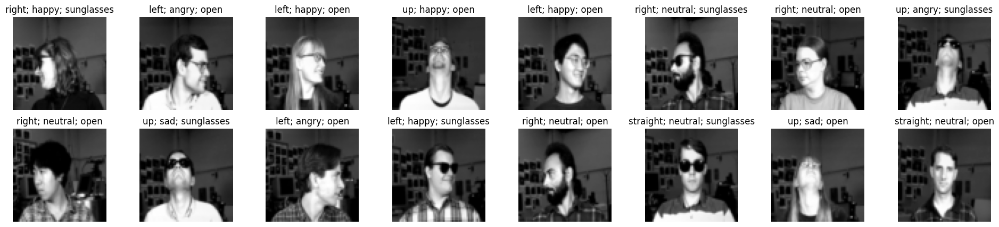 right; happy; sunglasses
left; angry; open
left; happy; open
up; happy; open
left; happy; open
right; neutral; sunglasses
right; neutral; open
up; angry; sunglasses
right; neutral; open
up; sad; sunglasses
left; angry; open
left; happy; sunglasses
right; neutral; open
straight; neutral; sunglasses
up; sad; open
straight; neutral; open